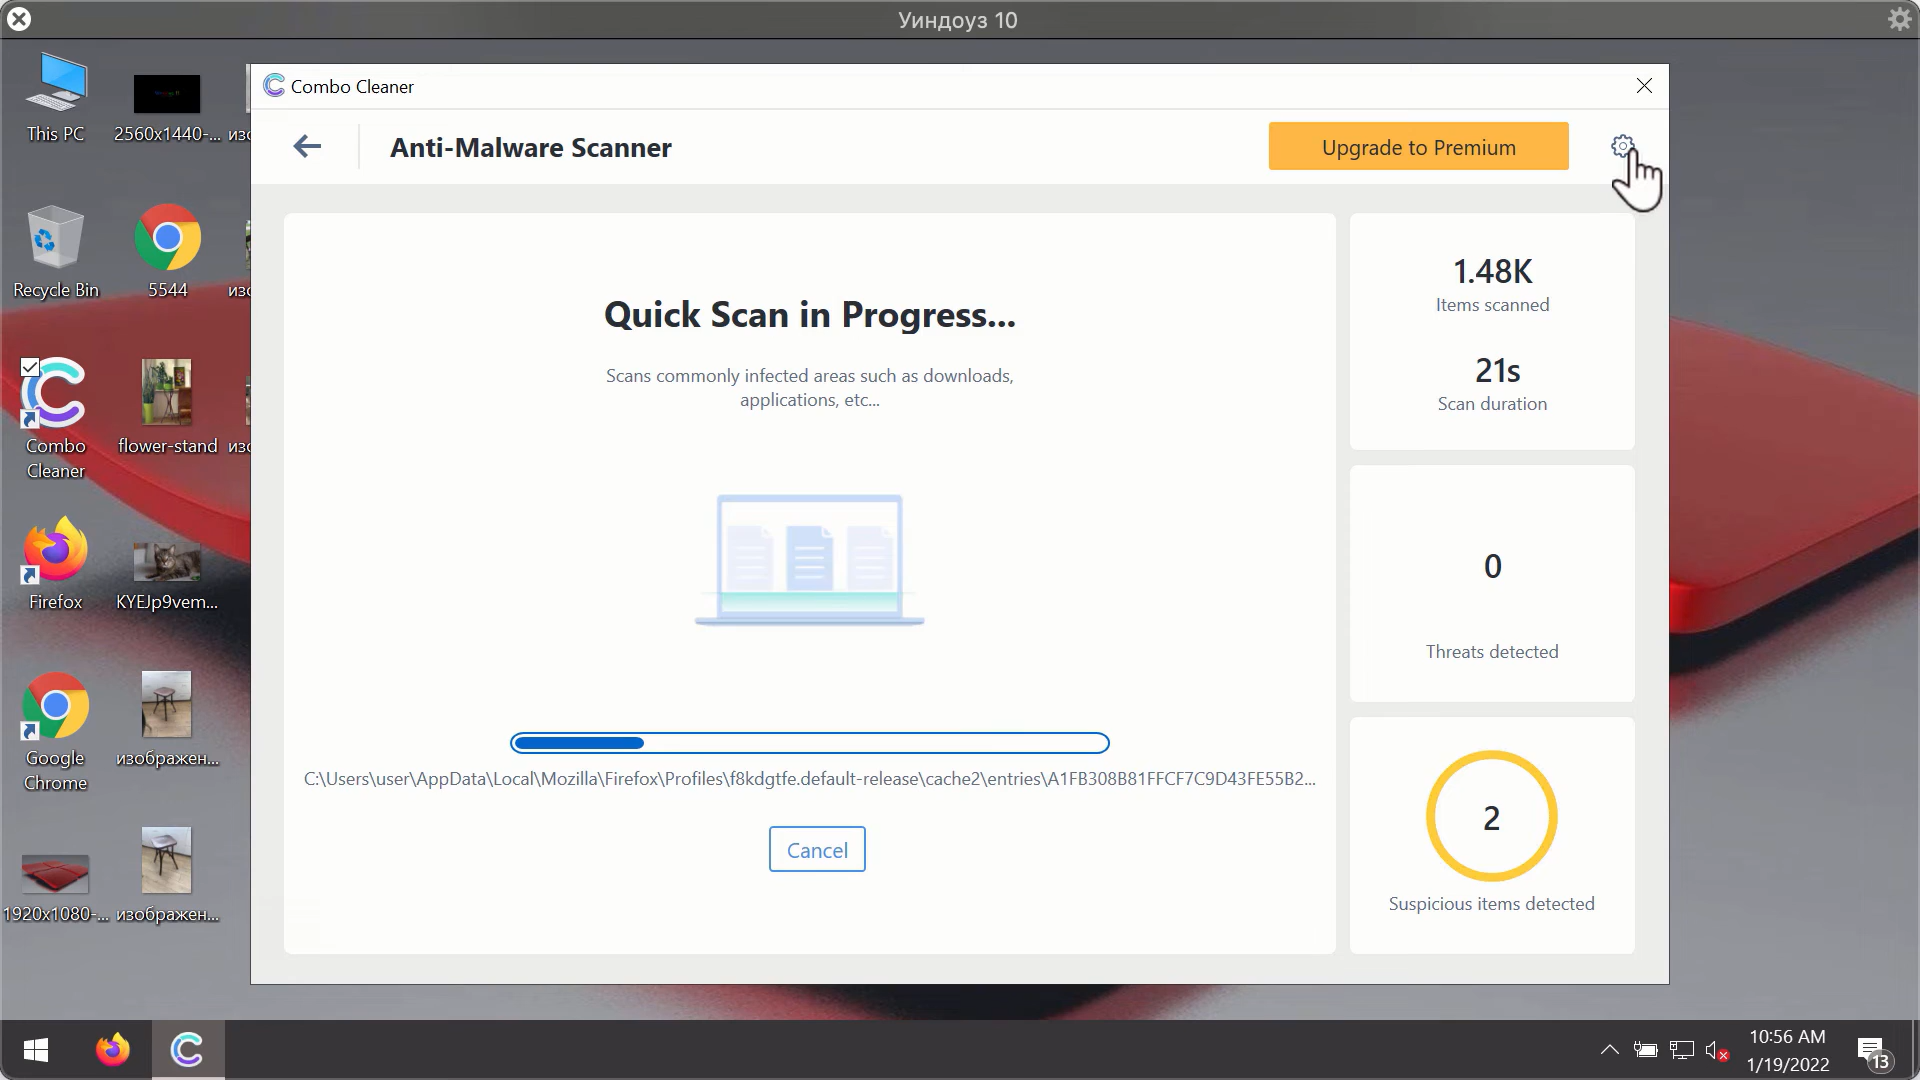 Уиндоуз 10
This PC
2560x1440-...
изо
Recycle Bin
5544
изо
Combo
Cleaner
flower-stand
изо
Firefox
KYEJp9vem...
Google
Chrome
изображен...
1920x1080-...
изображен...
Combo Cleaner
Anti-Malware Scanner
Upgrade to Premium
Quick Scan in Progress...
Scans commonly infected areas such as downloads,
applications, etc...
C:\Users\user\AppData\Local\Mozilla\Firefox\Profiles\f8kdgtfe.default-release\cache2\entries\A1FB308B81FFCF7C9D43FE55B2...
Cancel
1.48K
Items scanned
21s
Scan duration
0
Threats detected
2
Suspicious items detected
10:56 AM
1/19/2022
13